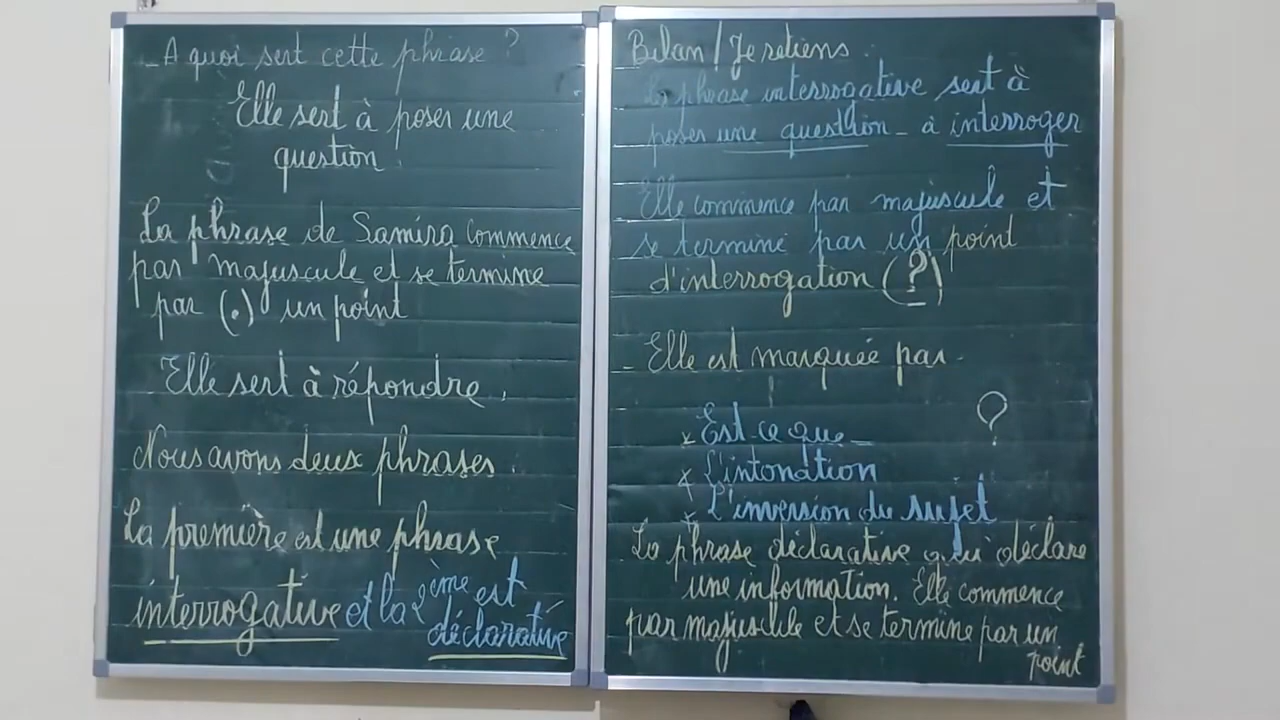 - A quoi sert cette phrase ?
Elle sert à poser une
question.
La phrase de Samira commence
par majuscule et se termine
par (.) un point
Elle sert à répondre.
Nous avons deux phrases.
La première est une phrase
interrogative et la 2ème est
déclarative
Bilan / Je retiens :
La phrase interrogative sert à
poser une question - à interroger
Elle commence par majuscule et
se termine par un point
d'interrogation (?)
- Elle est marquée par -
x Est-ce que -
?
x L'intonation
x L'inversion du sujet
La phrase déclarative qui déclare
une information. Elle commence
par majuscule et se termine par un
point